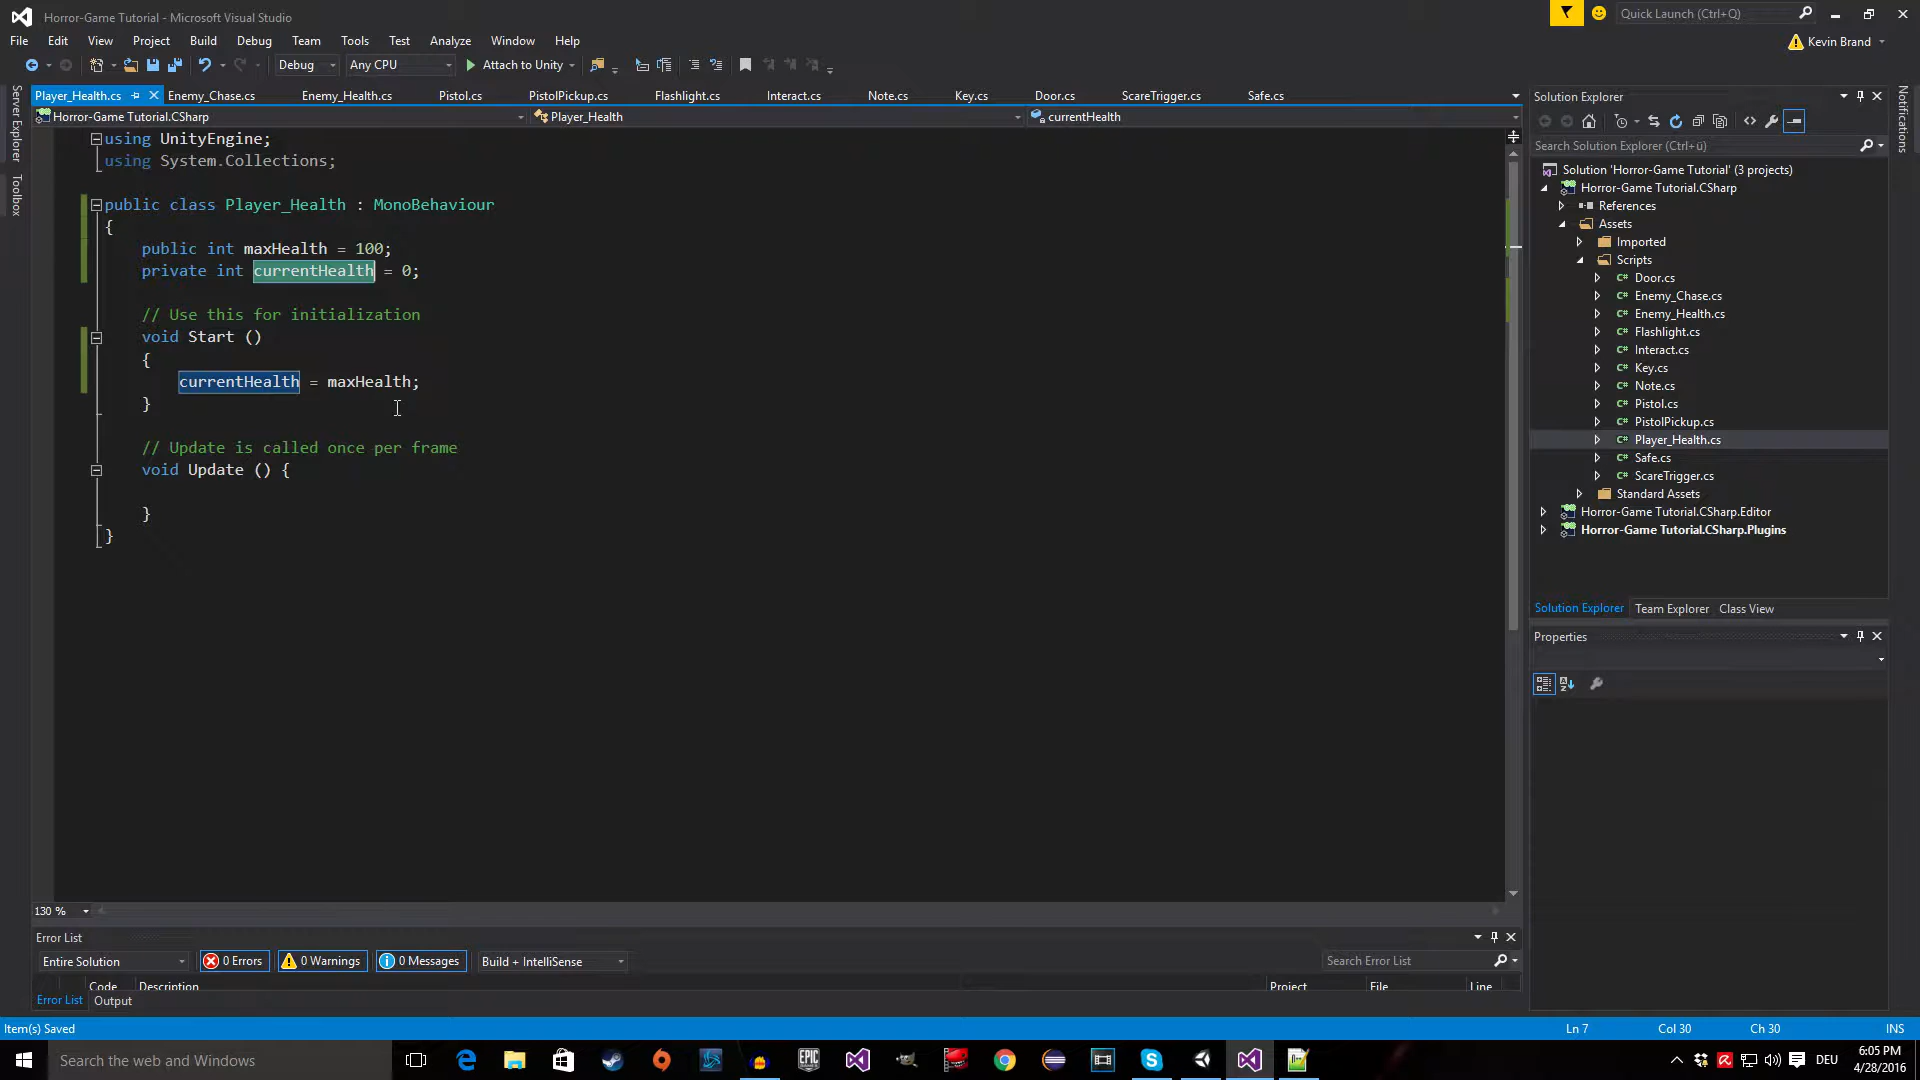 Horror-Game Tutorial - Microsoft Visual Studio
Quick Launch (Ctrl+Q)
File Edit View Project Build Debug Team Tools Test Analyze Window Help
Kevin Brand
Debug Any CPU Attach to Unity
Server Explorer
Toolbox
Player_Health.cs Enemy_Chase.cs Enemy_Health.cs Pistol.cs PistolPickup.cs Flashlight.cs Interact.cs Note.cs Key.cs Door.cs ScareTrigger.cs Safe.cs
Horror-Game Tutorial.CSharp Player_Health currentHealth
using UnityEngine;
using System.Collections;
public class Player_Health : MonoBehaviour
{
public int maxHealth = 100;
private int currentHealth = 0;
// Use this for initialization
void Start ()
{
currentHealth = maxHealth;
}
// Update is called once per frame
void Update () {
}
}
130 %
Solution Explorer
Search Solution Explorer (Ctrl+ü)
Solution 'Horror-Game Tutorial' (3 projects)
Horror-Game Tutorial.CSharp
References
Assets
Imported
Scripts
C# Door.cs
C# Enemy_Chase.cs
C# Enemy_Health.cs
C# Flashlight.cs
C# Interact.cs
C# Key.cs
C# Note.cs
C# Pistol.cs
C# PistolPickup.cs
C# Player_Health.cs
C# Safe.cs
C# ScareTrigger.cs
Standard Assets
Horror-Game Tutorial.CSharp.Editor
Horror-Game Tutorial.CSharp.Plugins
Solution Explorer Team Explorer Class View
Properties
Notifications
Error List
Entire Solution 0 Errors 0 Warnings 0 Messages Build + IntelliSense Search Error List
Code Description Project File Line
Error List Output
Item(s) Saved Ln 7 Col 30 Ch 30 INS
Search the web and Windows
EPIC GAMES
DEU
6:05 PM
4/28/2016